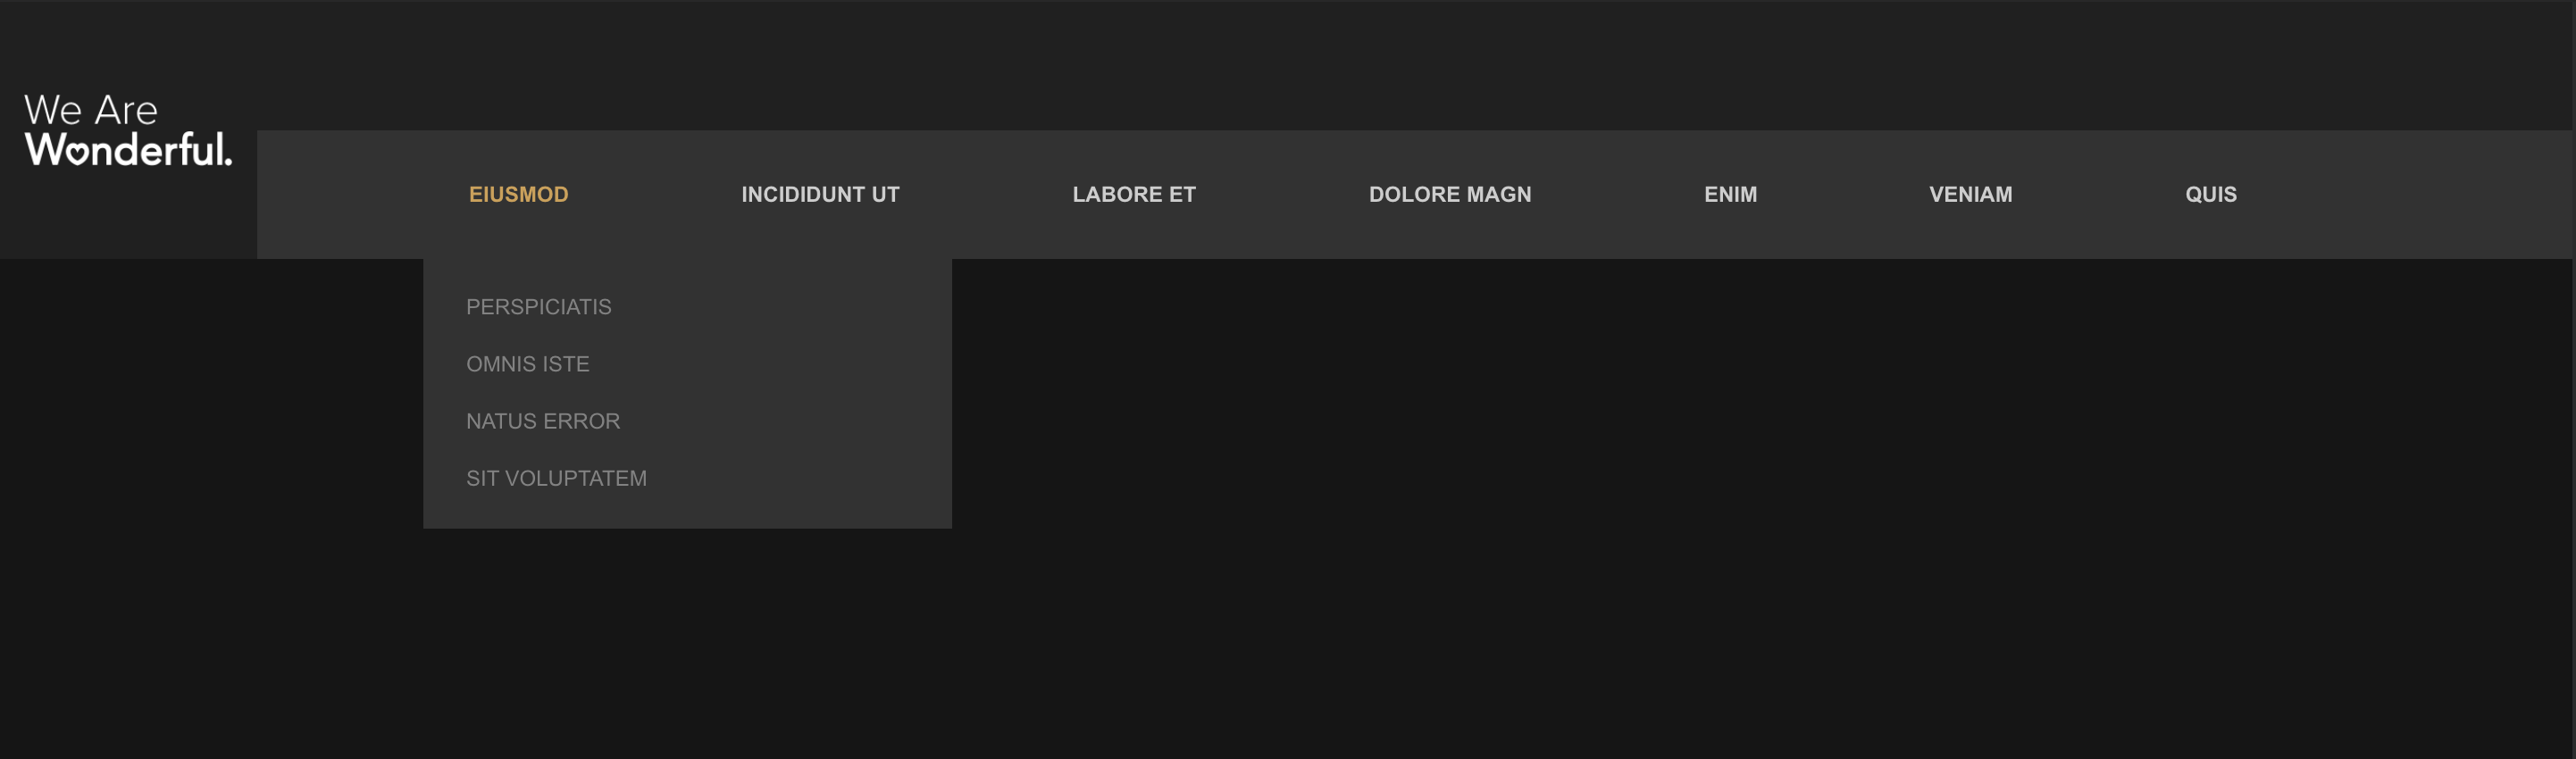 We Are
Wonderful.
EIUSMOD INCIDIDUNT UT LABORE ET DOLORE MAGN ENIM VENIAM QUIS
PERSPICIATIS
OMNIS ISTE
NATUS ERROR
SIT VOLUPTATEM